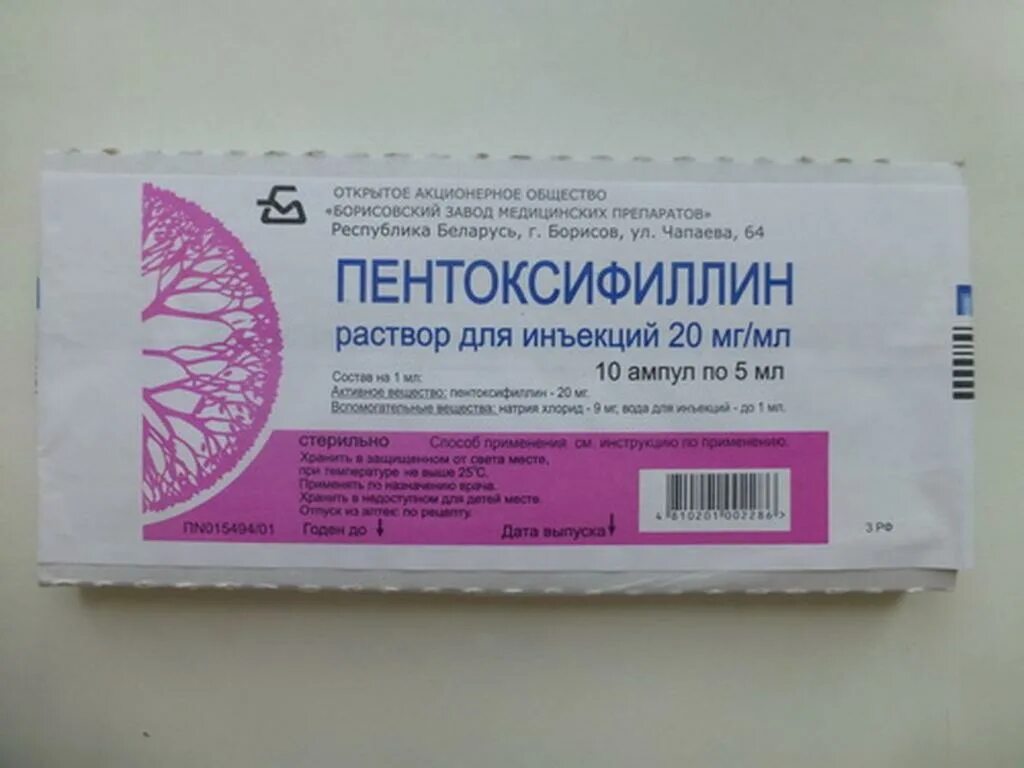 ОТКРЫТОЕ АКЦИОНЕРНОЕ ОБЩЕСТВО
«БОРИСОВСКИЙ ЗАВОД МЕДИЦИНСКИХ ПРЕПАРАТОВ»
Республика Беларусь, г. Борисов, ул. Чапаева, 64
ПЕНТОКСИФИЛЛИН
раствор для инъекций 20 мг/мл
10 ампул по 5 мл
Состав на 1 мл:
Активное вещество: пентоксифиллин - 20 мг.
Вспомогательные вещества: натрия хлорид - 9 мг, вода для инъекций - до 1 мл.
стерильно Способ применения см. инструкцию по применению.
Хранить в защищенном от света месте,
при температуре не выше 25°С.
Применять по назначению врача.
Хранить в недоступном для детей месте.
Отпуск из аптек: по рецепту.
ПN015494/01 Годен до Дата выпуска
4 810201 002286
3.РФ